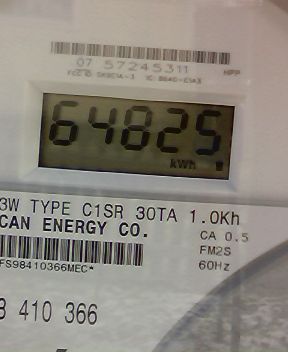 07 57245311
HPP
64825
kWh
3W TYPE C1SR 30TA 1.0Kh
CAN ENERGY CO.
CA 0.5
FM2S
60Hz
FS98410366MEC*
410 366